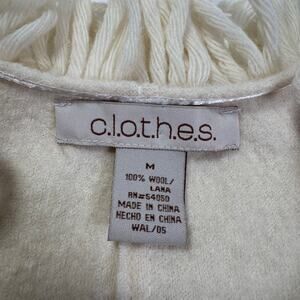 c.l.o.t.h.e.s.
M
100% WOOL/
LANA
RN#54050
MADE IN CHINA
HECHO EN CHINA
WAL/05